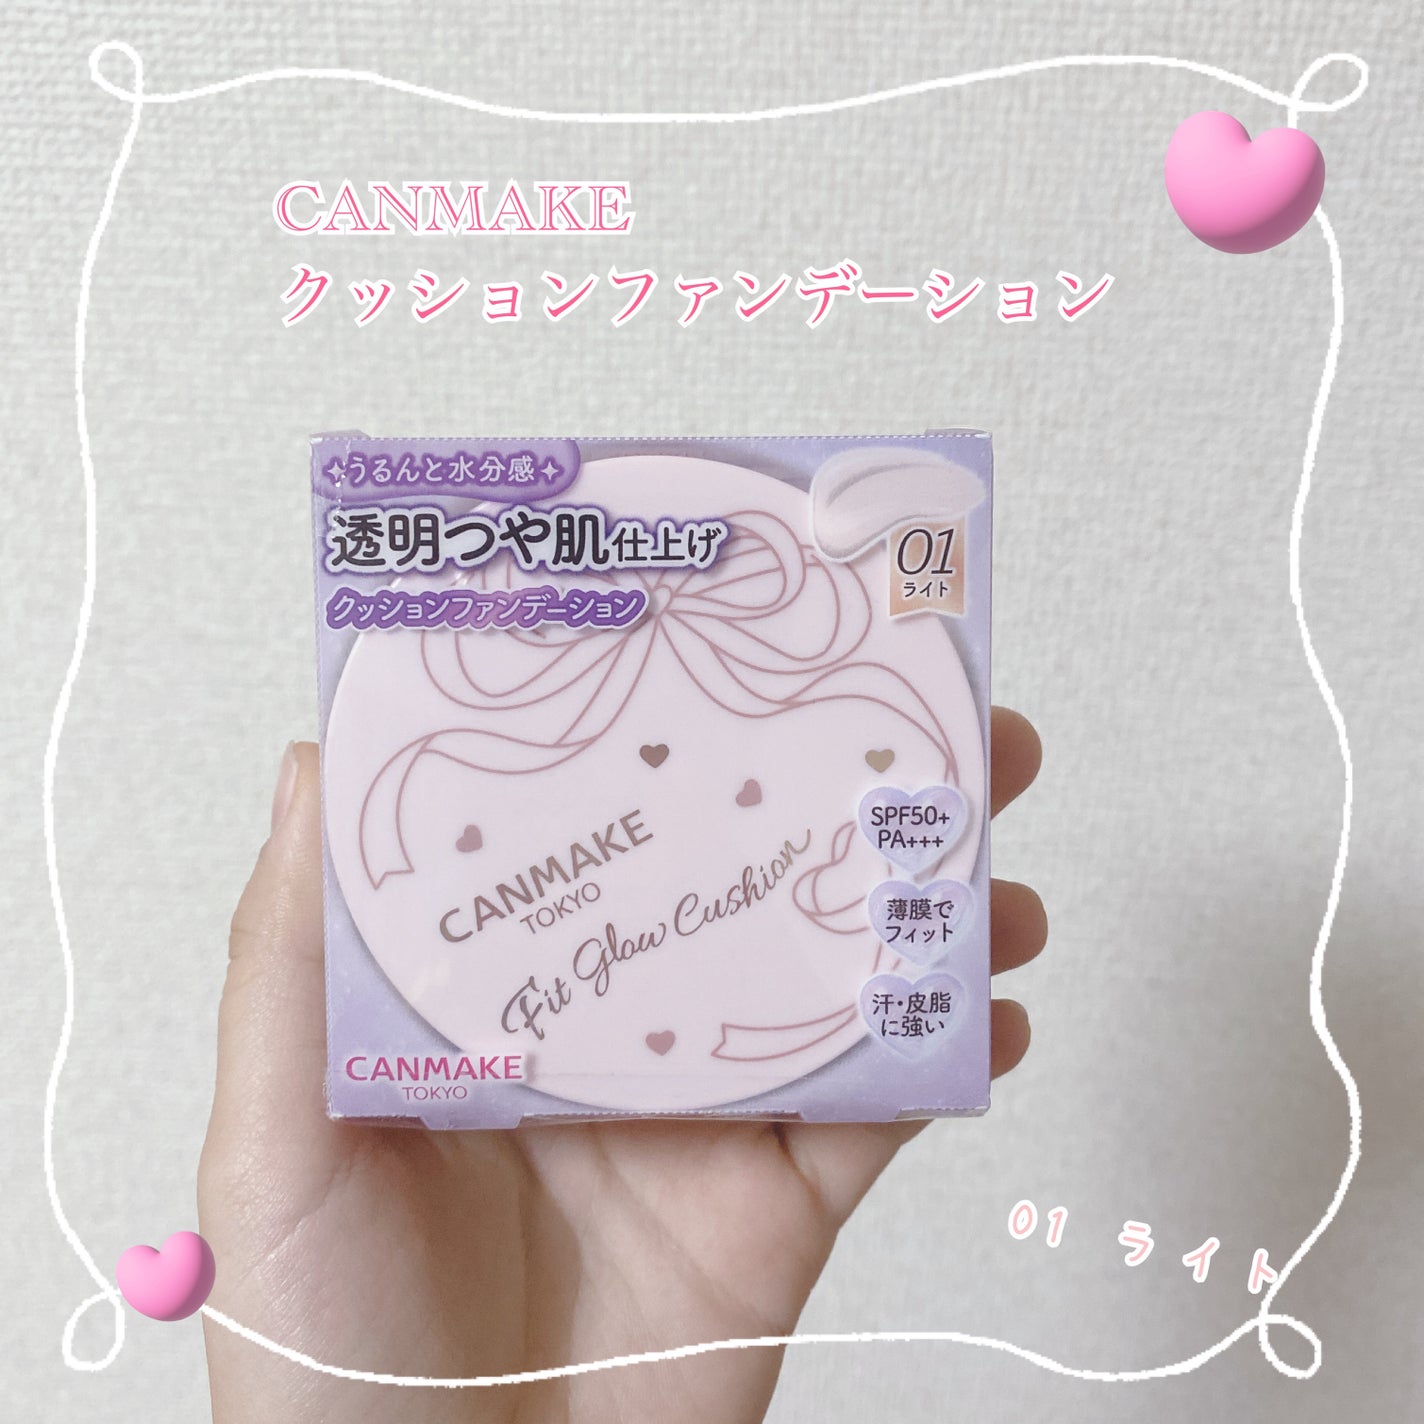 CANMAKE
クッションファンデーション
うるんと水分感
透明つや肌仕上げ
クッションファンデーション
01
ライト
CANMAKE
TOKYO
Fit Glow Cushion
SPF50+
PA+++
薄膜で
フィット
汗・皮脂
に強い
CANMAKE
TOKYO
01 ライト